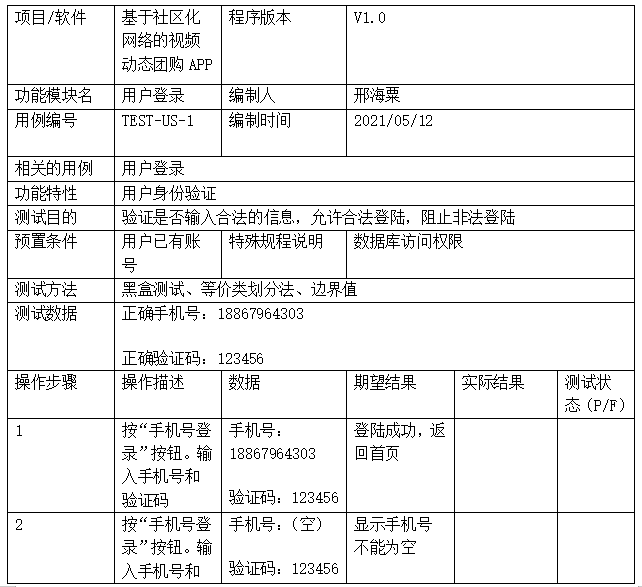 项目/软件 基于社区化 程序版本 V1.0
网络的视频
动态团购 APP
功能模块名 用户登录 编制人 邢海粟
用例编号 TEST-US-1 编制时间 2021/05/12
相关的用例 用户登录
功能特性 用户身份验证
测试目的 验证是否输入合法的信息，允许合法登陆，阻止非法登陆
预置条件 用户已有账 特殊规程说明 数据库访问权限
号
测试方法 黑盒测试、等价类划分法、边界值
测试数据 正确手机号：18867964303
正确验证码：123456
操作步骤 操作描述 数据 期望结果 实际结果 测试状
态（P/F）
1 按“手机号登 手机号： 登陆成功，返
录”按钮。输 18867964303 回首页
入手机号和
验证码 验证码：123456
2 按“手机号登 手机号：（空） 显示手机号
录”按钮。输 不能为空
入手机号和 验证码：123456